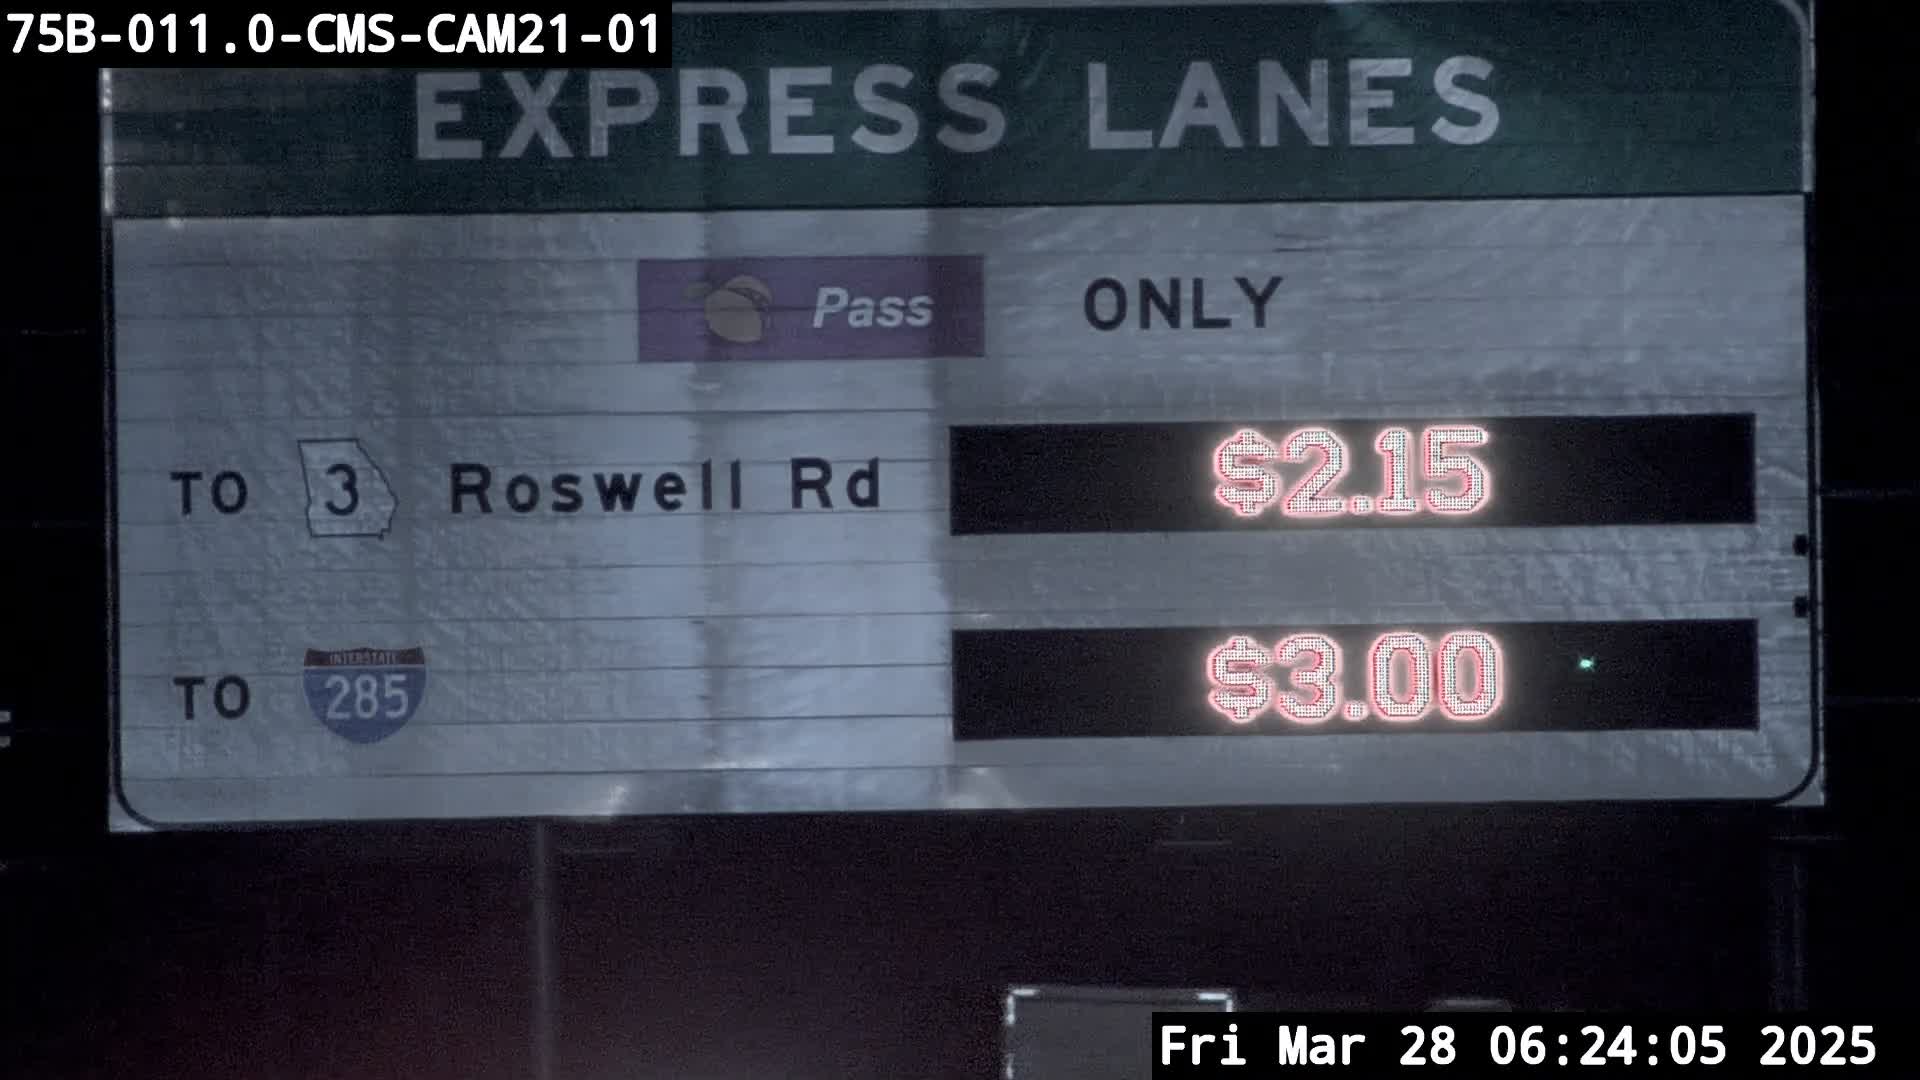 75B-011.0-CMS-CAM21-01
EXPRESS LANES
Pass ONLY
TO 3 Roswell Rd $2.15
INTERSTATE
TO 285 $3.00
Fri Mar 28 06:24:05 2025